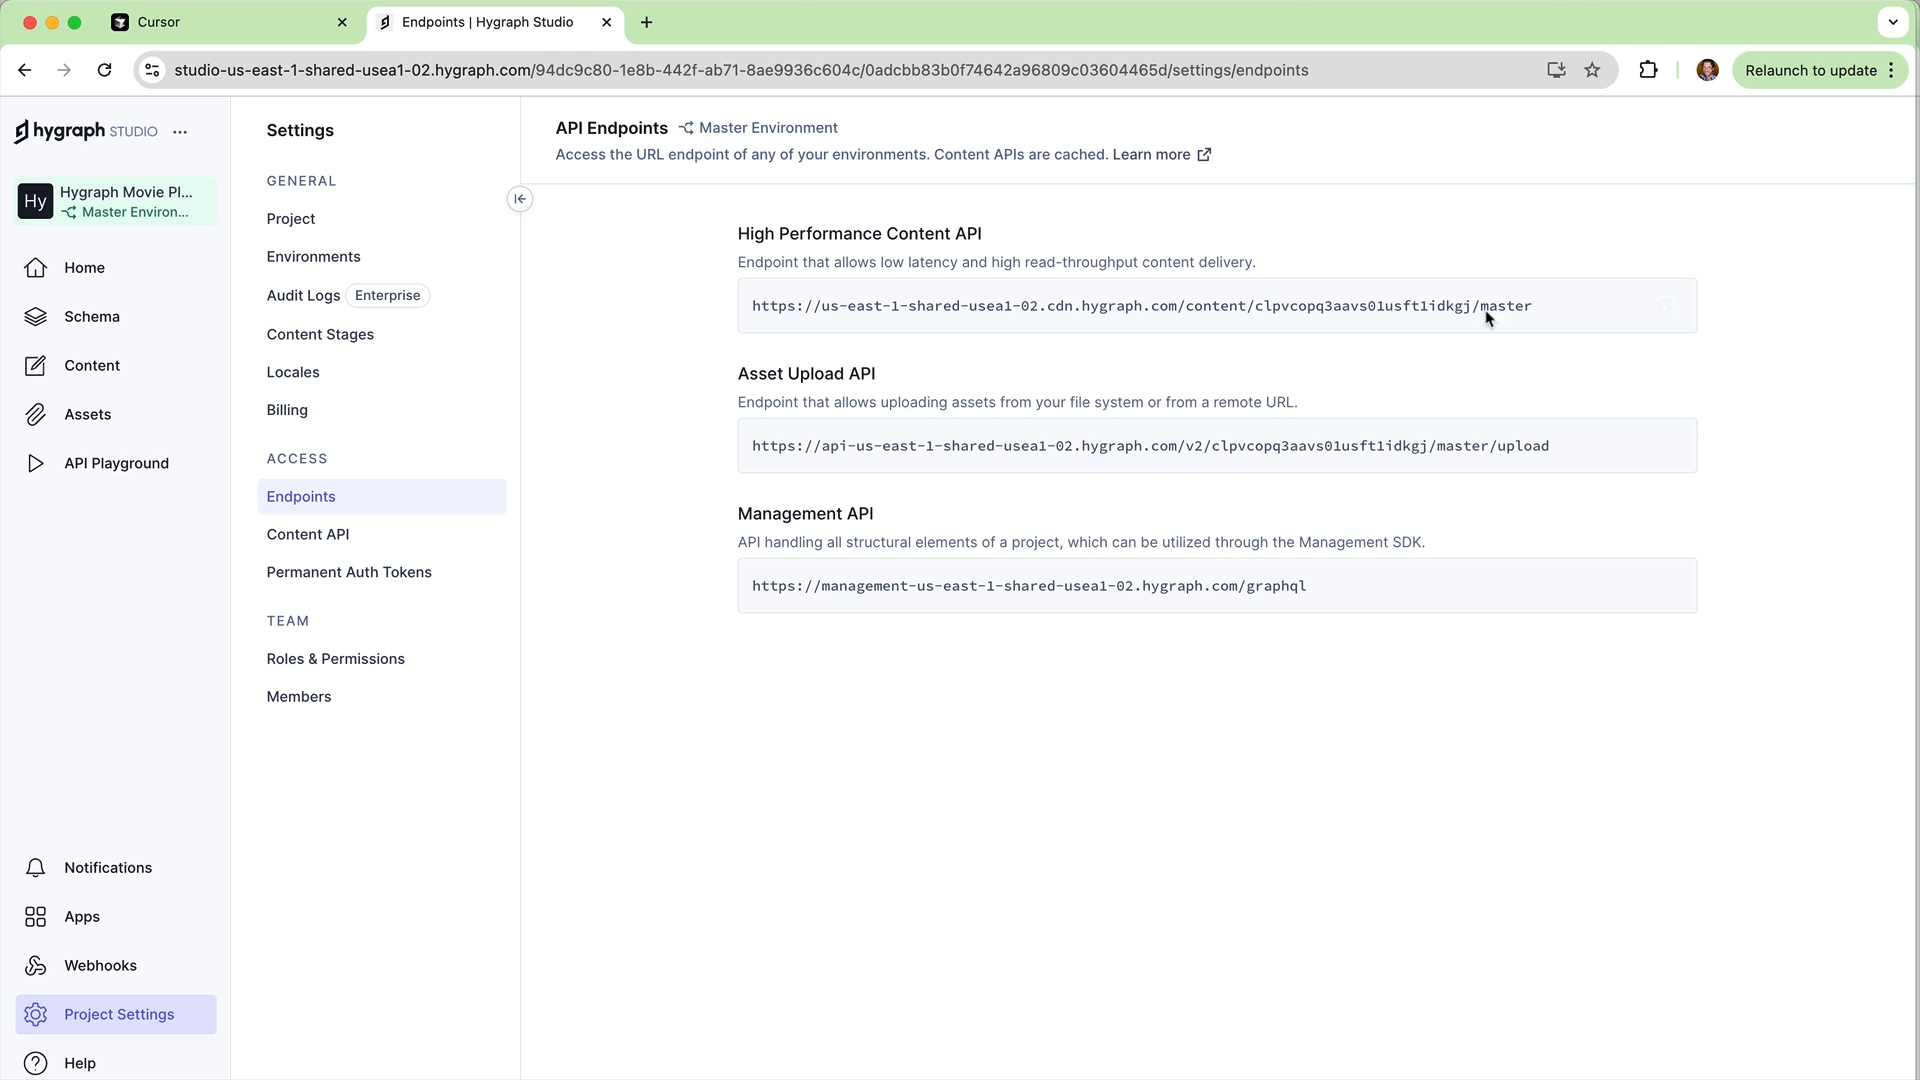 Cursor
Endpoints | Hygraph Studio
studio-us-east-1-shared-usea1-02.hygraph.com/94dc9c80-1e8b-442f-ab71-8ae9936c604c/0adcbb83b0f74642a96809c03604465d/settings/endpoints
Relaunch to update
hygraph STUDIO
Hy
Hygraph Movie Pl...
Master Environ...
Home
Schema
Content
Assets
API Playground
Notifications
Apps
Webhooks
Project Settings
Help
Settings
GENERAL
Project
Environments
Audit Logs Enterprise
Content Stages
Locales
Billing
ACCESS
Endpoints
Content API
Permanent Auth Tokens
TEAM
Roles & Permissions
Members
API Endpoints Master Environment
Access the URL endpoint of any of your environments. Content APIs are cached. Learn more
High Performance Content API
Endpoint that allows low latency and high read-throughput content delivery.
https://us-east-1-shared-usea1-02.cdn.hygraph.com/content/clpvcopq3aavs01usft1idkgj/master
Asset Upload API
Endpoint that allows uploading assets from your file system or from a remote URL.
https://api-us-east-1-shared-usea1-02.hygraph.com/v2/clpvcopq3aavs01usft1idkgj/master/upload
Management API
API handling all structural elements of a project, which can be utilized through the Management SDK.
https://management-us-east-1-shared-usea1-02.hygraph.com/graphql